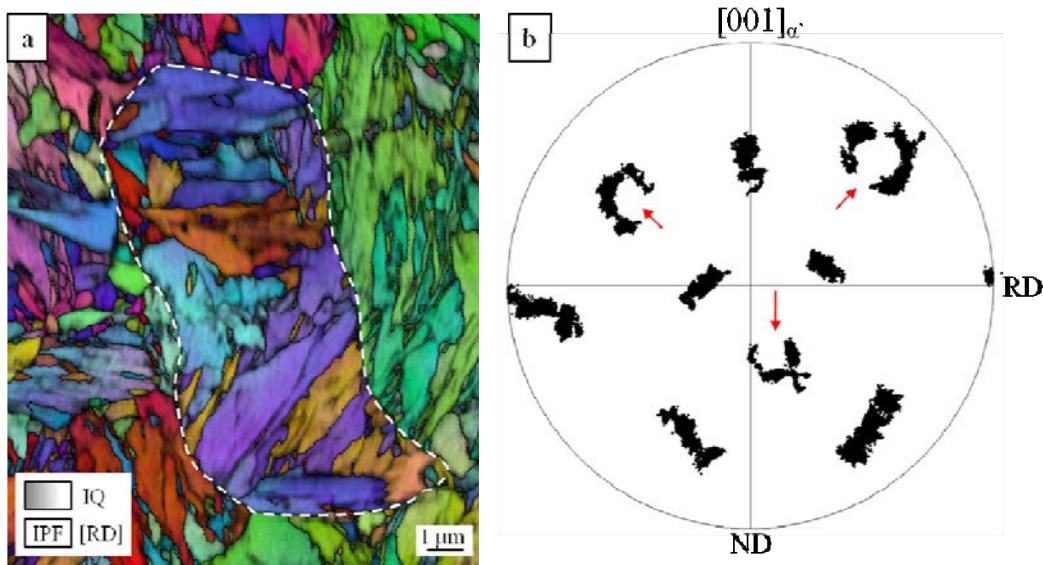 a
IQ
IPF [RD]
1 μm
b
[001]α`
RD
ND